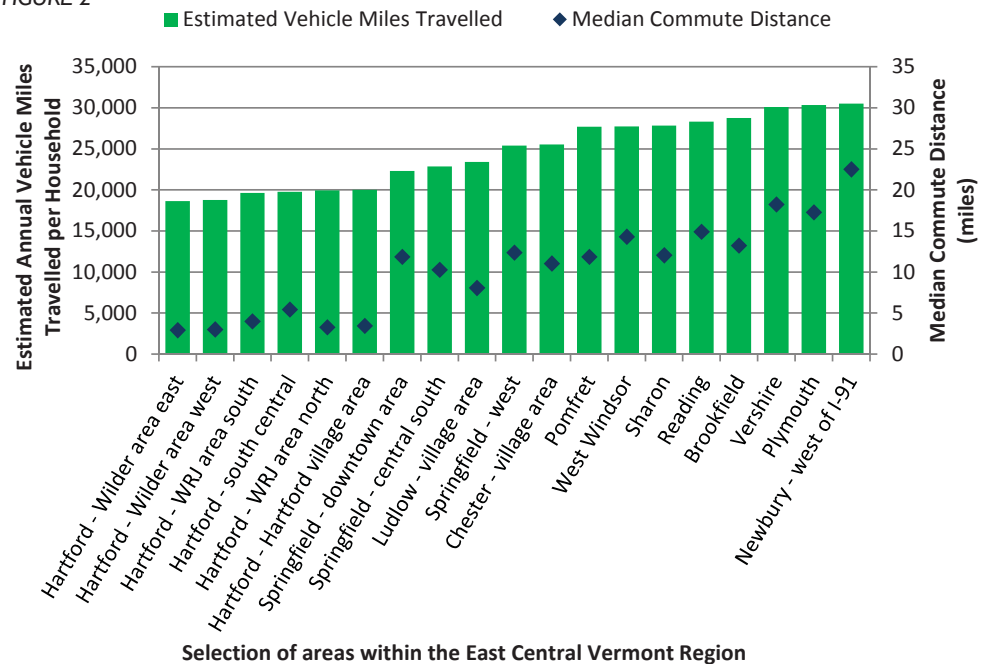 FIGURE 2
Estimated Vehicle Miles Travelled
Median Commute Distance
Estimated Annual Vehicle Miles
Travelled per Household
35,000
30,000
25,000
20,000
15,000
10,000
5,000
0
35
30
25
20
15
10
5
0
Median Commute Distance
(miles)
Hartford - Wilder area east
Hartford - Wilder area west
Hartford - WRJ area south
Hartford - south central
Hartford - WRJ area north
Hartford - Hartford village area
Springfield - downtown area
Springfield - central south
Ludlow - village area
Springfield - west
Chester - village area
Pomfret
West Windsor
Sharon
Reading
Brookfield
Vershire
Plymouth
Newbury - west of I-91
Selection of areas within the East Central Vermont Region